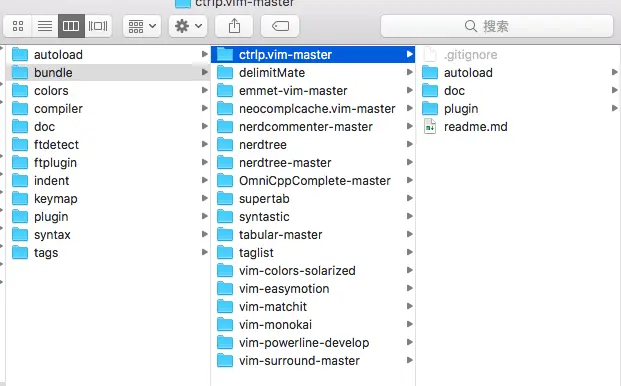 ctrlp.vim-master
搜索
autoload
bundle
colors
compiler
doc
ftdetect
ftplugin
indent
keymap
plugin
syntax
tags
ctrlp.vim-master
delimitMate
emmet-vim-master
neocomplcache.vim-master
nerdcommenter-master
nerdtree
nerdtree-master
OmniCppComplete-master
supertab
syntastic
tabular-master
taglist
vim-colors-solarized
vim-easymotion
vim-matchit
vim-monokai
vim-powerline-develop
vim-surround-master
.gitignore
autoload
doc
plugin
readme.md